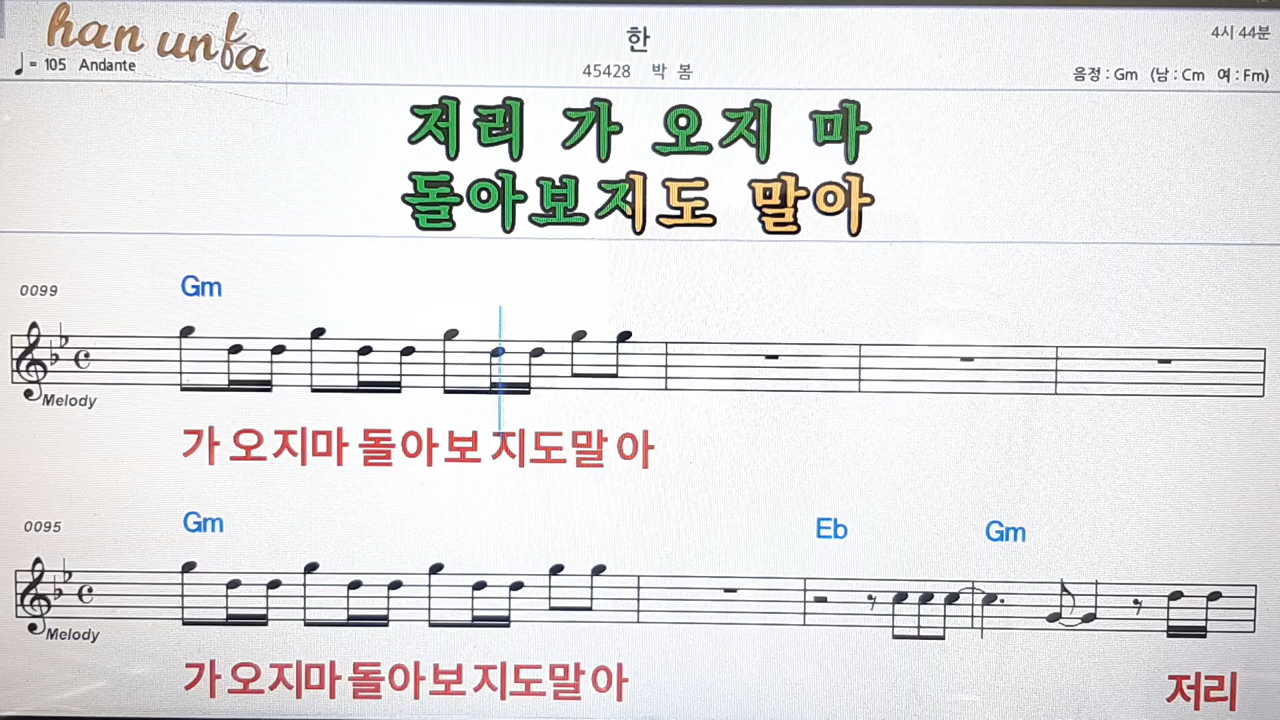 han unfa
♩= 105 Andante
한
45428 박 봄
4시 44분
음정 : Gm (남 : Cm 여 : Fm)
저리 가 오지 마
돌아보지도 말아
0099
Gm
Melody
가 오 지마 돌아 보 지도말 아
0095
Gm
Eb
Gm
Melody
가 오지마 돌아 보지도말 아
저리